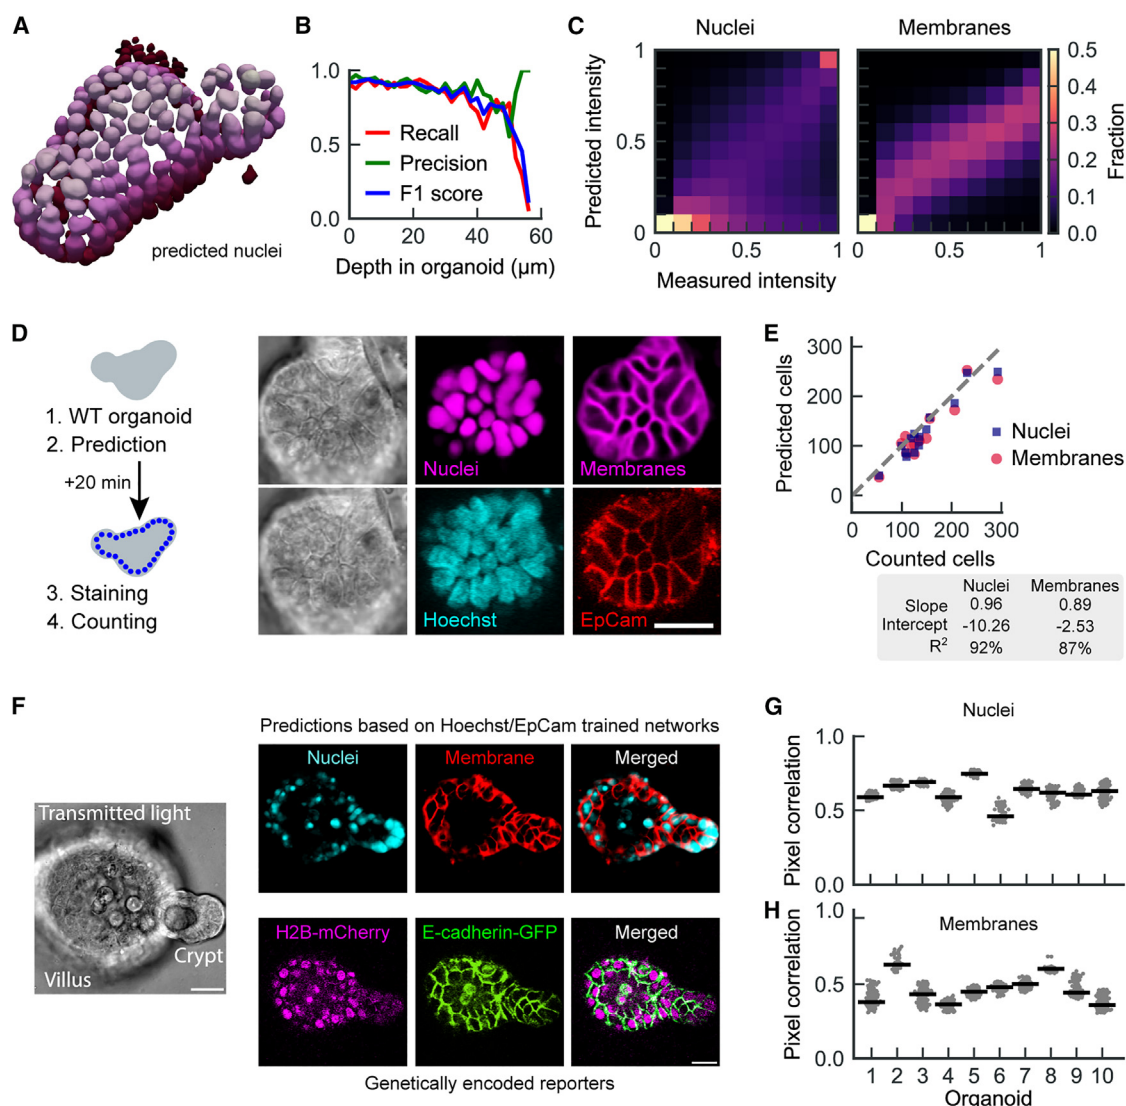 A
predicted nuclei
B
1.0
0.5
0.0
Recall
Precision
F1 score
0 20 40 60
Depth in organoid (μm)
C
Nuclei Membranes
Predicted intensity
1
0.5
0
0 0.5 1
0.5 1
Measured intensity
0.5
0.4
0.3
0.2
0.1
0.0
Fraction
D
1. WT organoid
2. Prediction
+20 min
3. Staining
4. Counting
Nuclei
Membranes
Hoechst
EpCam
E
Predicted cells
300
200
100
0
Nuclei
Membranes
0 100 200 300
Counted cells
Nuclei Membranes
Slope 0.96 0.89
Intercept -10.26 -2.53
R² 92% 87%
F
Transmitted light
Villus
Crypt
Predictions based on Hoechst/EpCam trained networks
Nuclei
Membrane
Merged
H2B-mCherry
E-cadherin-GFP
Merged
Genetically encoded reporters
G
Nuclei
Pixel correlation
1.0
0.5
0.0
H
Membranes
Pixel correlation
1.0
0.5
0.0
1 2 3 4 5 6 7 8 9 10
Organoid